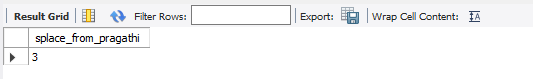 Result Grid Filter Rows: Export: Wrap Cell Content:
splace_from_pragathi
3